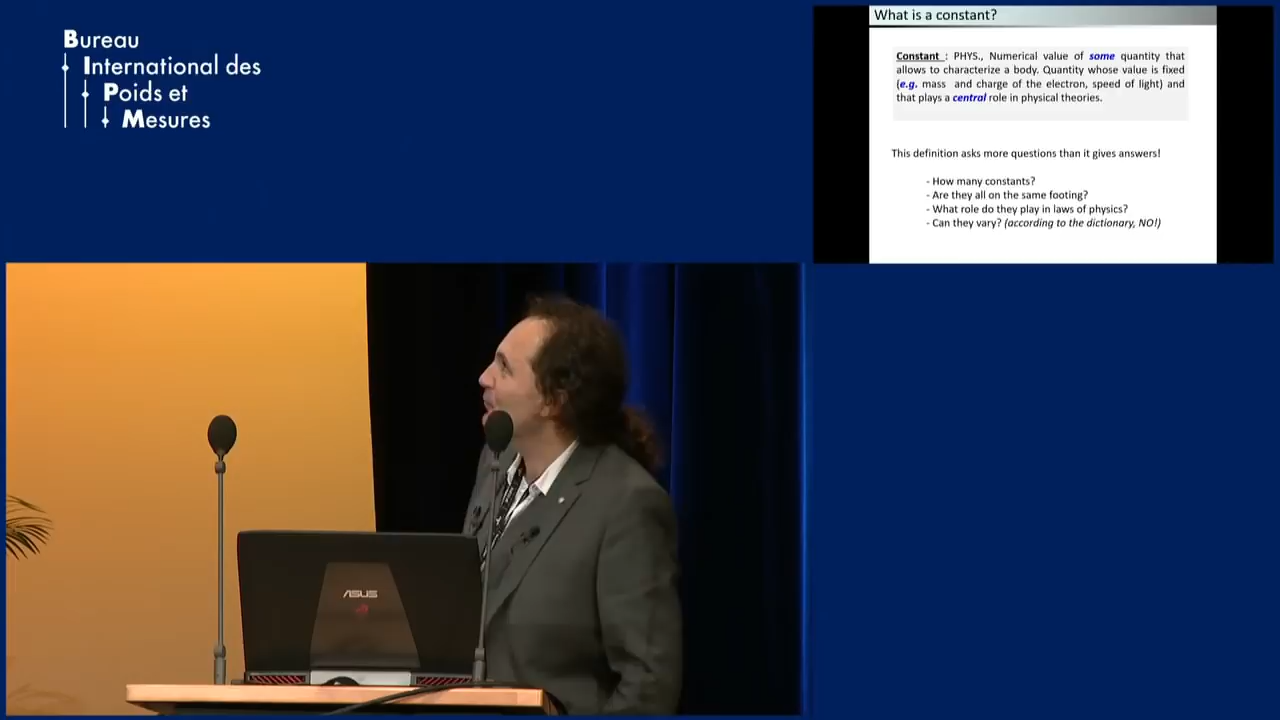 Bureau
International des
Poids et
Mesures
What is a constant?
Constant : PHYS., Numerical value of some quantity that
allows to characterize a body. Quantity whose value is fixed
(e.g. mass and charge of the electron, speed of light) and
that plays a central role in physical theories.
This definition asks more questions than it gives answers!
- How many constants?
- Are they all on the same footing?
- What role do they play in laws of physics?
- Can they vary? (according to the dictionary, NO!)
ASUS